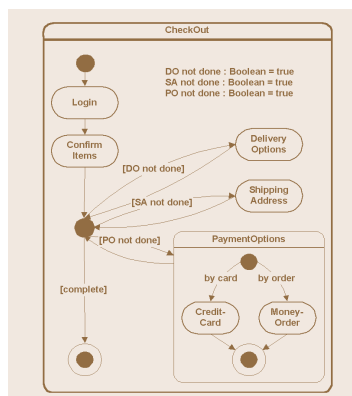 CheckOut
DO not done : Boolean = true
SA not done : Boolean = true
PO not done : Boolean = true
Login
Confirm
Items
Delivery
Options
[DO not done]
Shipping
Address
[SA not done]
[PO not done]
PaymentOptions
by card
by order
[complete]
Credit-
Card
Money-
Order